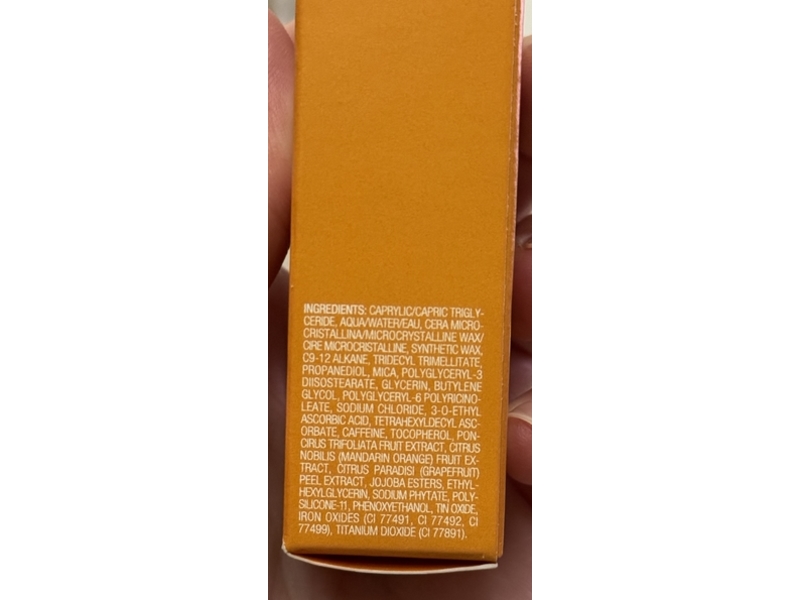 INGREDIENTS: CAPRYLIC/CAPRIC TRIGLY-
CERIDE, AQUA/WATER/EAU, CERA MICRO-
CRISTALLINA/MICROCRYSTALLINE WAX/
CIRE MICROCRISTALLINE, SYNTHETIC WAX,
C9-12 ALKANE, TRIDECYL TRIMELLITATE,
PROPANEDIOL, MICA, POLYGLYCERYL-3
DIISOSTEARATE, GLYCERIN, BUTYLENE
GLYCOL, POLYGLYCERYL-6 POLYRICINO-
LEATE, SODIUM CHLORIDE, 3-O-ETHYL
ASCORBIC ACID, TETRAHEXYLDECYL ASC-
ORBATE, CAFFEINE, TOCOPHEROL, PON-
CIRUS TRIFOLIATA FRUIT EXTRACT, CITRUS
NOBILIS (MANDARIN ORANGE) FRUIT EX-
TRACT, CITRUS PARADISI (GRAPEFRUIT)
PEEL EXTRACT, JOJOBA ESTERS, ETHYL-
HEXYLGLYCERIN, SODIUM PHYTATE, POLY-
SILICONE-11, PHENOXYETHANOL, TIN OXIDE,
IRON OXIDES (CI 77491, CI 77492, CI
77499), TITANIUM DIOXIDE (CI 77891).